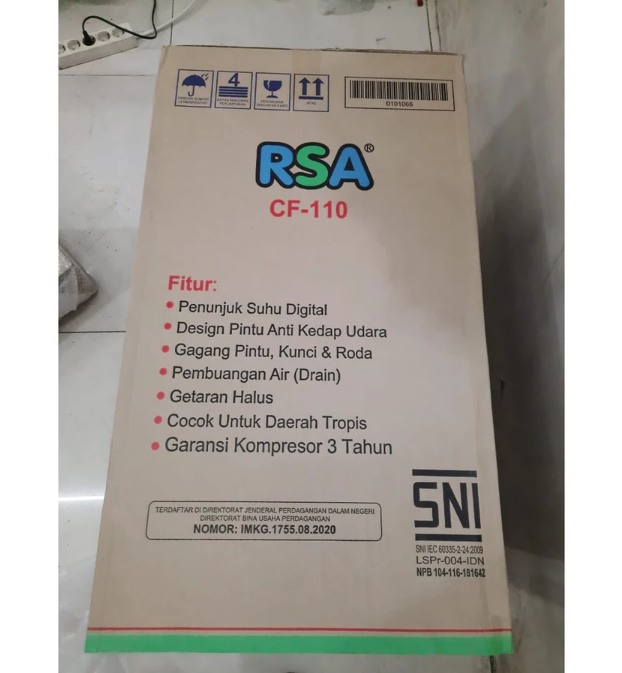 4
0101066
RSA®
CF-110
Fitur:
Penunjuk Suhu Digital
Design Pintu Anti Kedap Udara
Gagang Pintu, Kunci & Roda
Pembuangan Air (Drain)
Getaran Halus
Cocok Untuk Daerah Tropis
Garansi Kompresor 3 Tahun
TERDAFTAR DI DIREKTORAT JENDERAL PERDAGANGAN DALAM NEGERI
DIREKTORAT BINA USAHA PERDAGANGAN
NOMOR: IMKG.1755.08.2020
SNI
SNI IEC 60335-2-24:2009
LSPr-004-IDN
NPB 104-116-181642